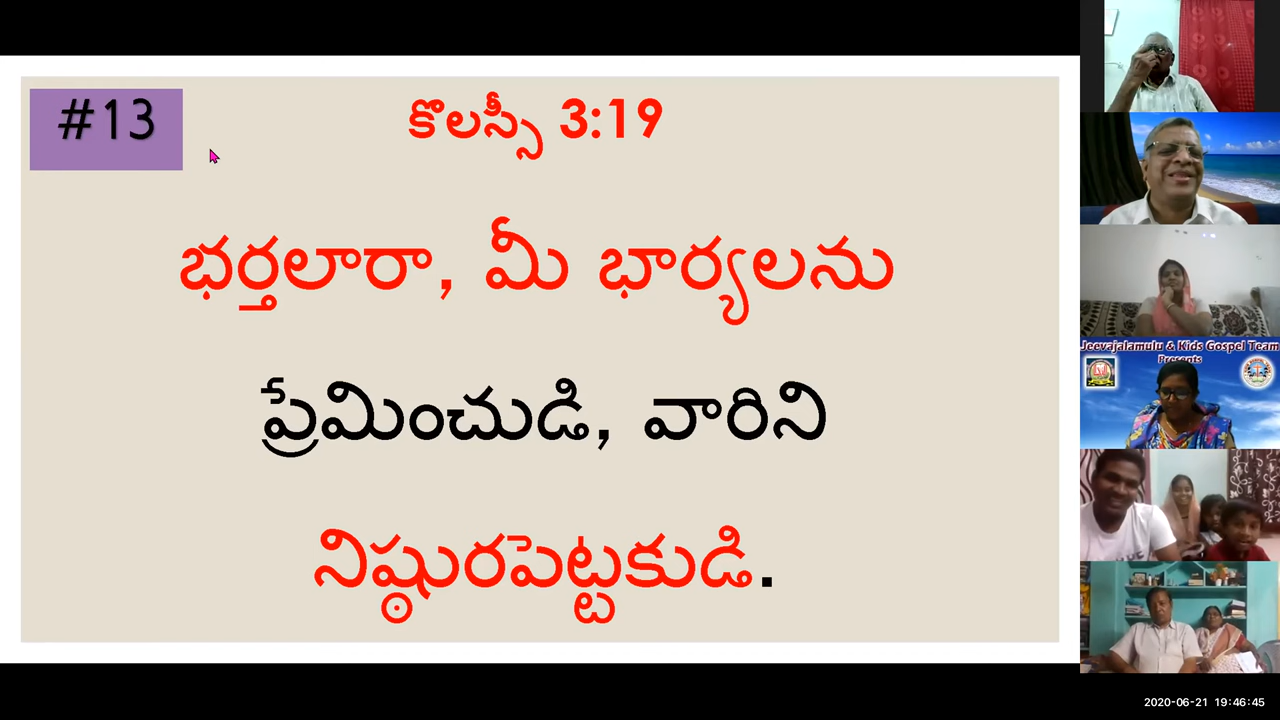 #13
కొలస్సీ 3:19
భర్తలారా, మీ భార్యలను
ప్రేమించుడి, వారిని
నిష్ఠురపెట్టకుడి.
Jeevajalamulu & Kids Gospel Team
Presents
2020-06-21 19:46:45